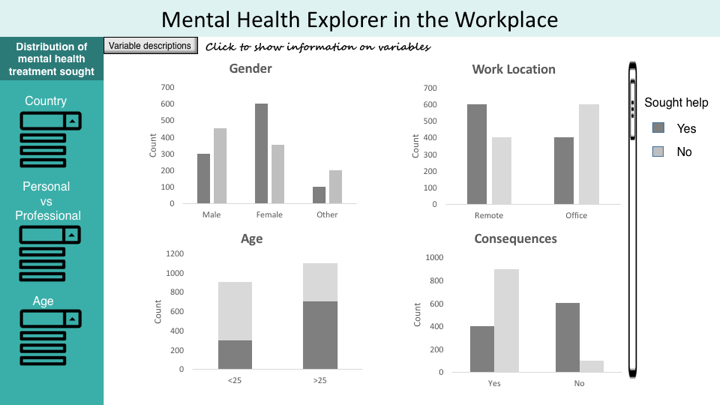 Mental Health Explorer in the Workplace
Distribution of
mental health
treatment sought
Variable descriptions
Click to show information on variables
Country
Personal
vs
Professional
Age
Gender
700
600
500
400
300
200
100
0
Count
Male
Female
Other
Work Location
700
600
500
400
300
200
100
0
Count
Remote
Office
Age
1200
1000
800
600
400
200
0
Count
<25
>25
Consequences
1000
800
600
400
200
0
Count
Yes
No
Sought help
Yes
No